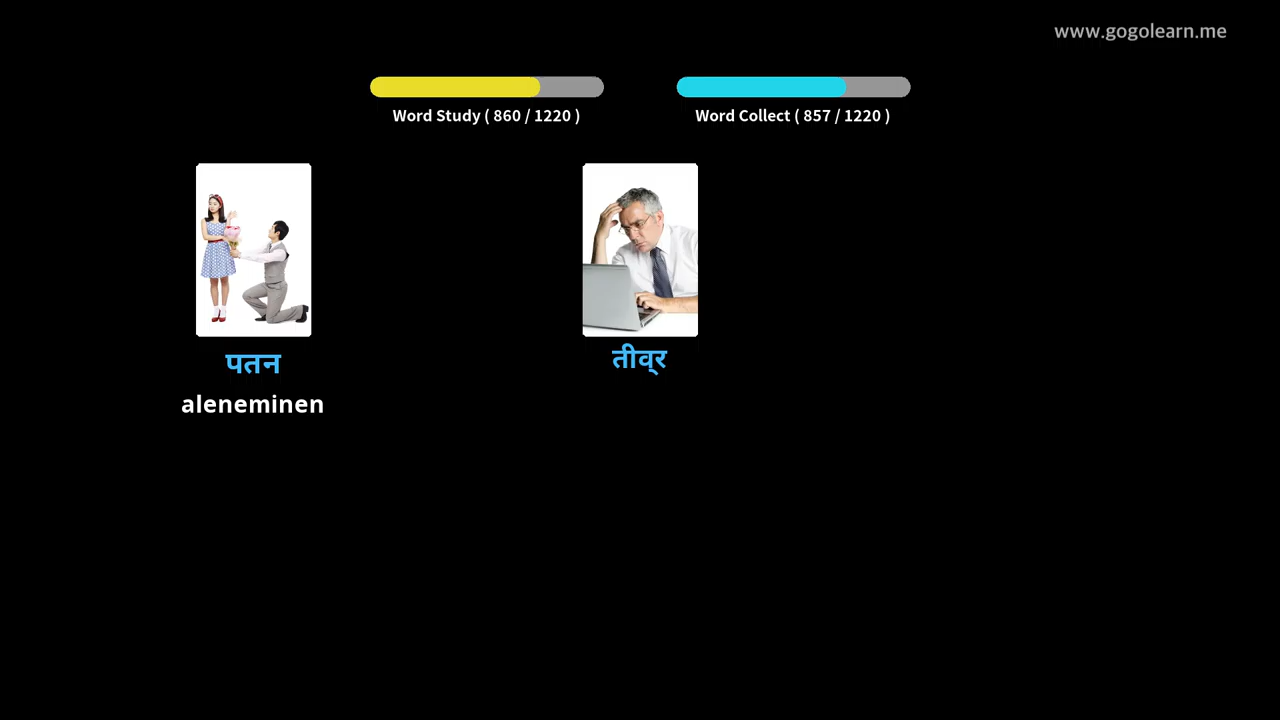 www.gogolearn.me
Word Study ( 860 / 1220 )
Word Collect ( 857 / 1220 )
पतन
तीव्र
aleneminen